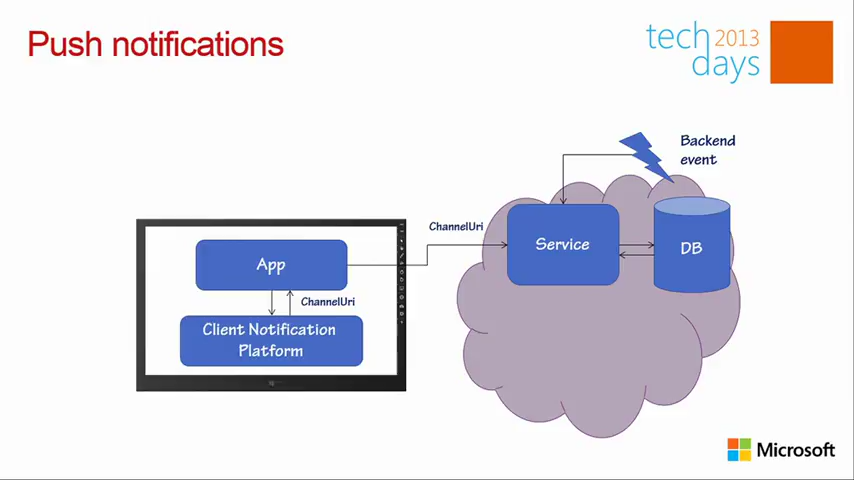 Push notifications
tech 2013
days
Backend
event
ChannelUri
Service
DB
App
ChannelUri
Client Notification
Platform
Microsoft